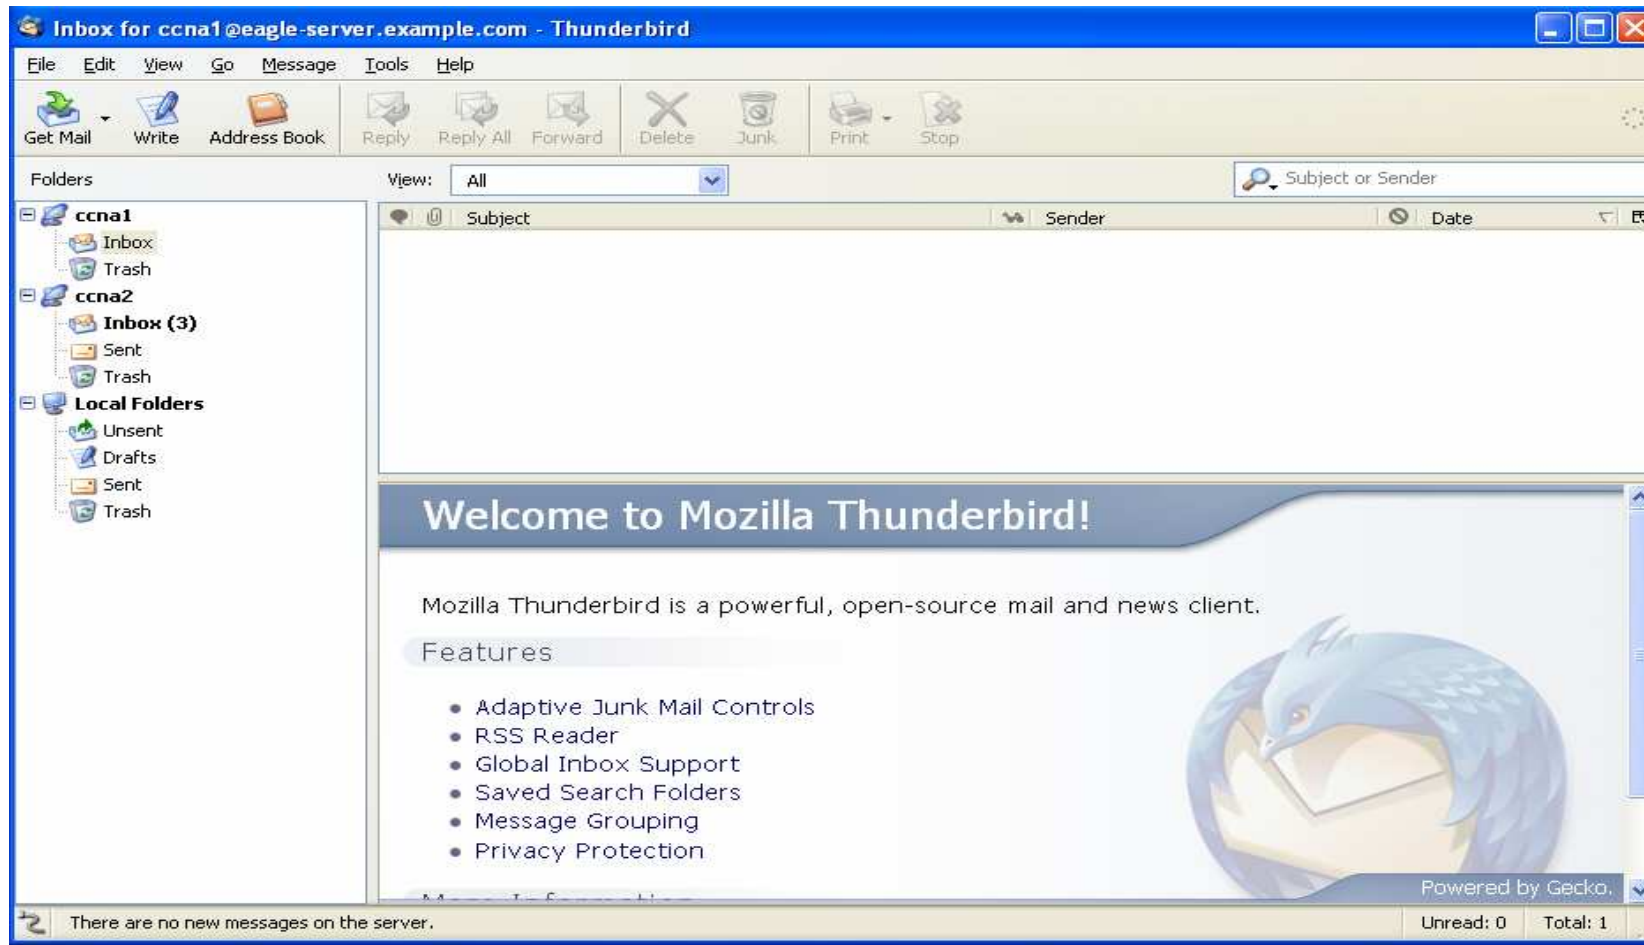 Inbox for ccna1@eagle-server.example.com - Thunderbird
File Edit View Go Message Tools Help
Get Mail Write Address Book Reply Reply All Forward Delete Junk Print Stop
Folders
View: All
Subject or Sender
Subject Sender Date
ccna1
Inbox
Trash
ccna2
Inbox (3)
Sent
Trash
Local Folders
Unsent
Drafts
Sent
Trash
Welcome to Mozilla Thunderbird!
Mozilla Thunderbird is a powerful, open-source mail and news client.
Features
Adaptive Junk Mail Controls
RSS Reader
Global Inbox Support
Saved Search Folders
Message Grouping
Privacy Protection
More Information
Powered by Gecko.
There are no new messages on the server.
Unread: 0 Total: 1